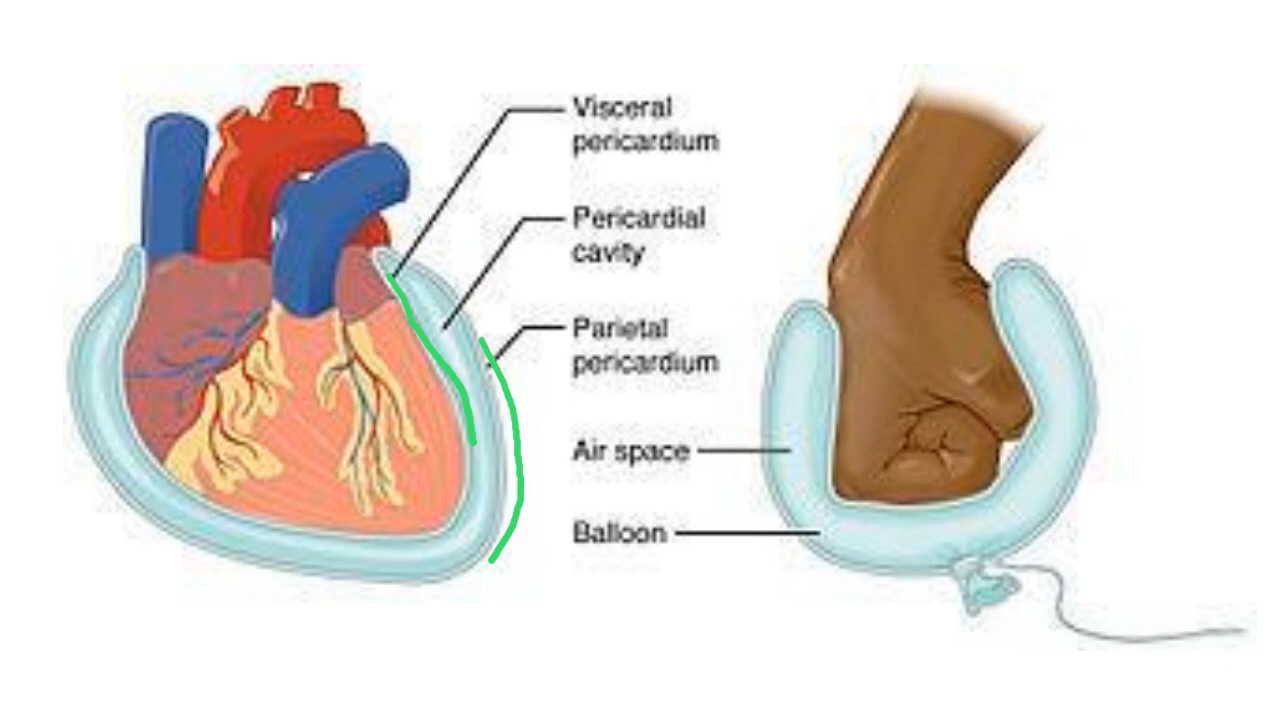 Visceral
pericardium
Pericardial
cavity
Parietal
pericardium
Air space
Balloon